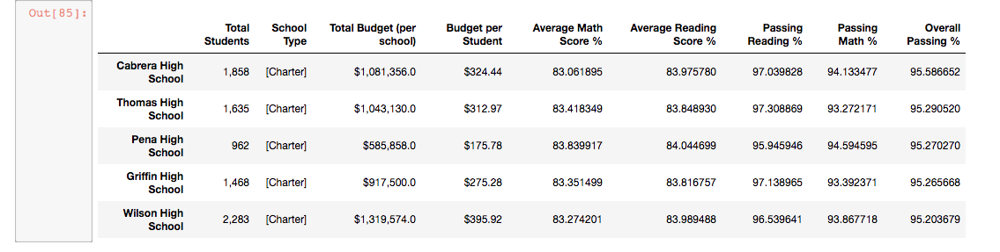 Out[85]:
Total Students School Type Total Budget (per school) Budget per Student Average Math Score % Average Reading Score % Passing Reading % Passing Math % Overall Passing %
Cabrera High School 1,858 [Charter] $1,081,356.0 $324.44 83.061895 83.975780 97.039828 94.133477 95.586652
Thomas High School 1,635 [Charter] $1,043,130.0 $312.97 83.418349 83.848930 97.308869 93.272171 95.290520
Pena High School 962 [Charter] $585,858.0 $175.78 83.839917 84.044699 95.945946 94.594595 95.270270
Griffin High School 1,468 [Charter] $917,500.0 $275.28 83.351499 83.816757 97.138965 93.392371 95.265668
Wilson High School 2,283 [Charter] $1,319,574.0 $395.92 83.274201 83.989488 96.539641 93.867718 95.203679